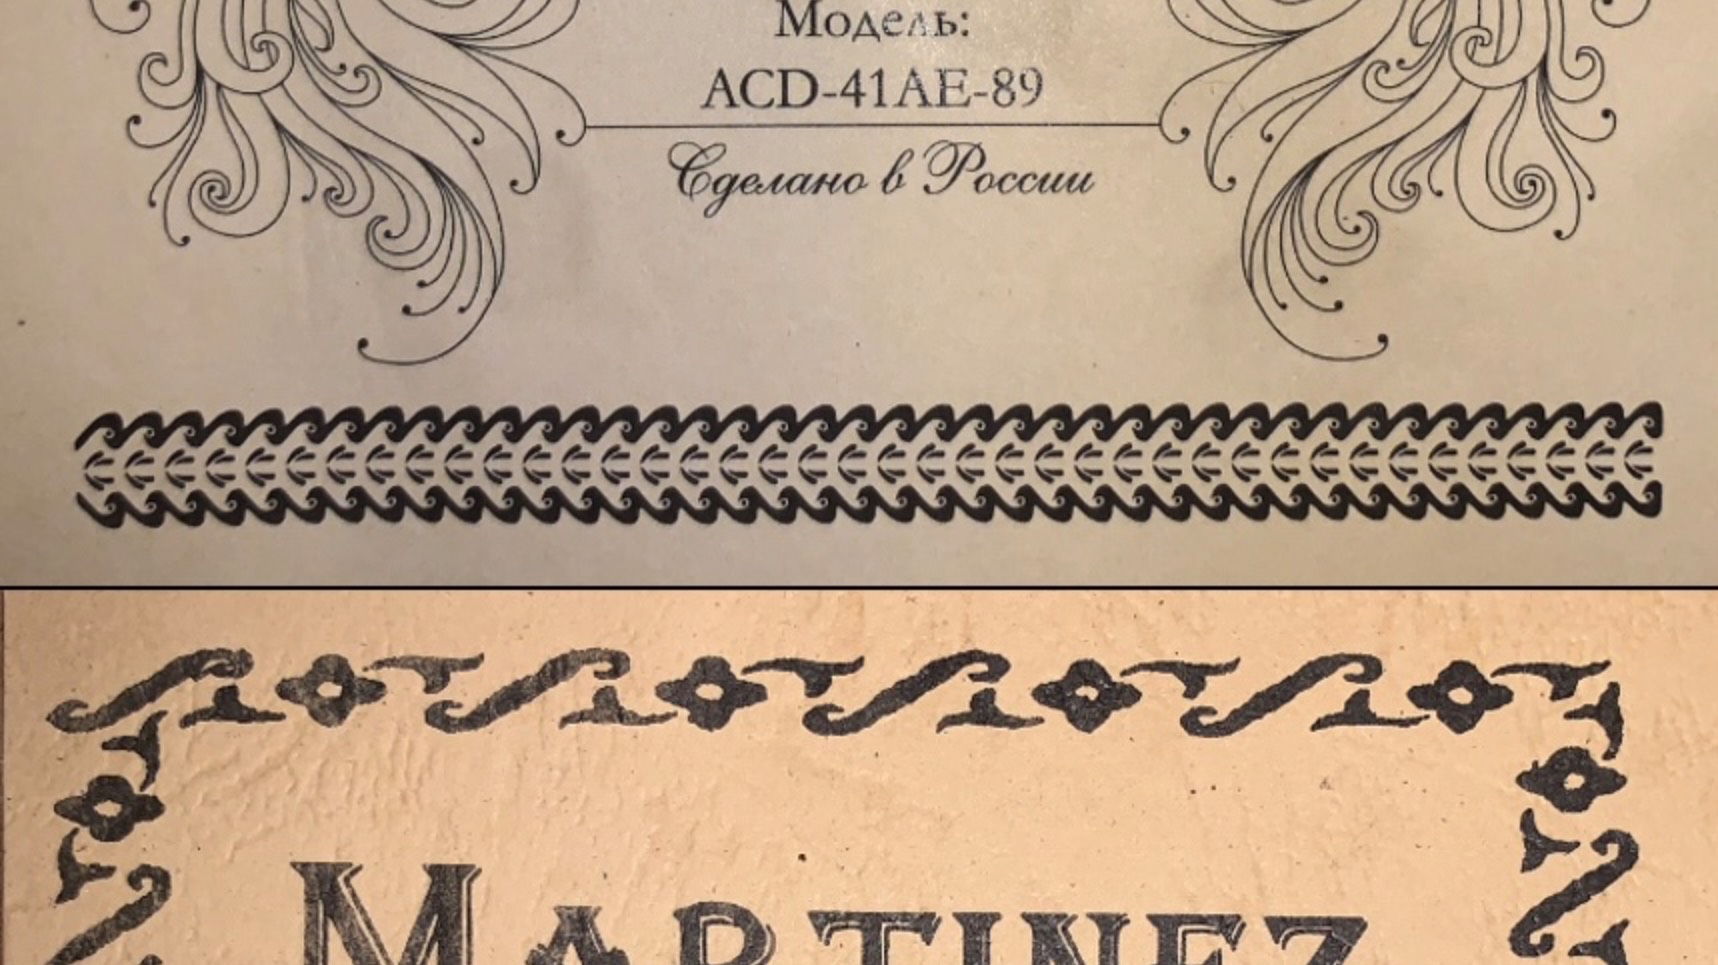 Модель:
ACD-41AE-89
Сделано в России
MARTINEZ